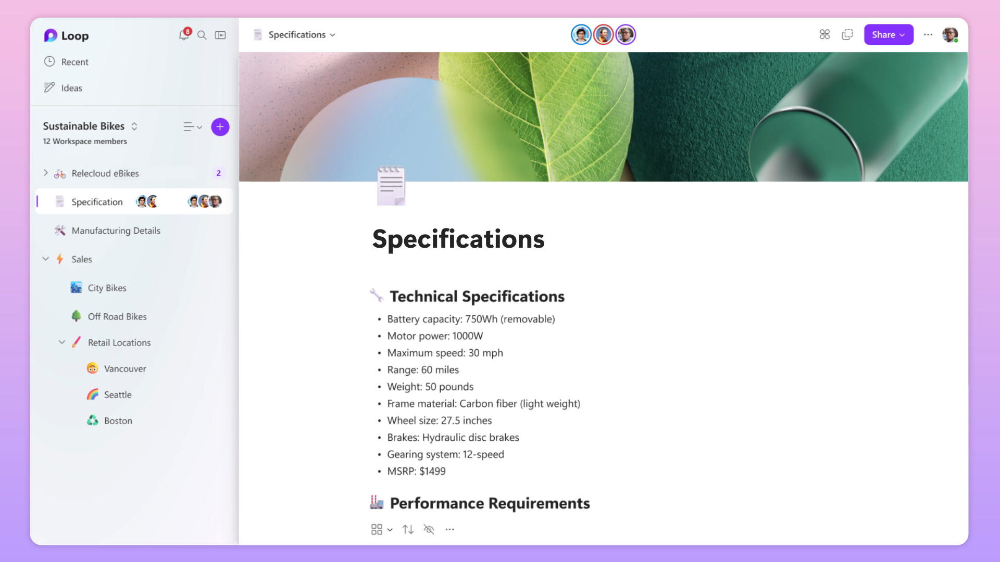 Loop
8
Recent
Ideas
Sustainable Bikes
12 Workspace members
Relecloud eBikes
2
Specification
Manufacturing Details
Sales
City Bikes
Off Road Bikes
Retail Locations
Vancouver
Seattle
Boston
Specifications
Share
Specifications
Technical Specifications
• Battery capacity: 750Wh (removable)
• Motor power: 1000W
• Maximum speed: 30 mph
• Range: 60 miles
• Weight: 50 pounds
• Frame material: Carbon fiber (light weight)
• Wheel size: 27.5 inches
• Brakes: Hydraulic disc brakes
• Gearing system: 12-speed
• MSRP: $1499
Performance Requirements